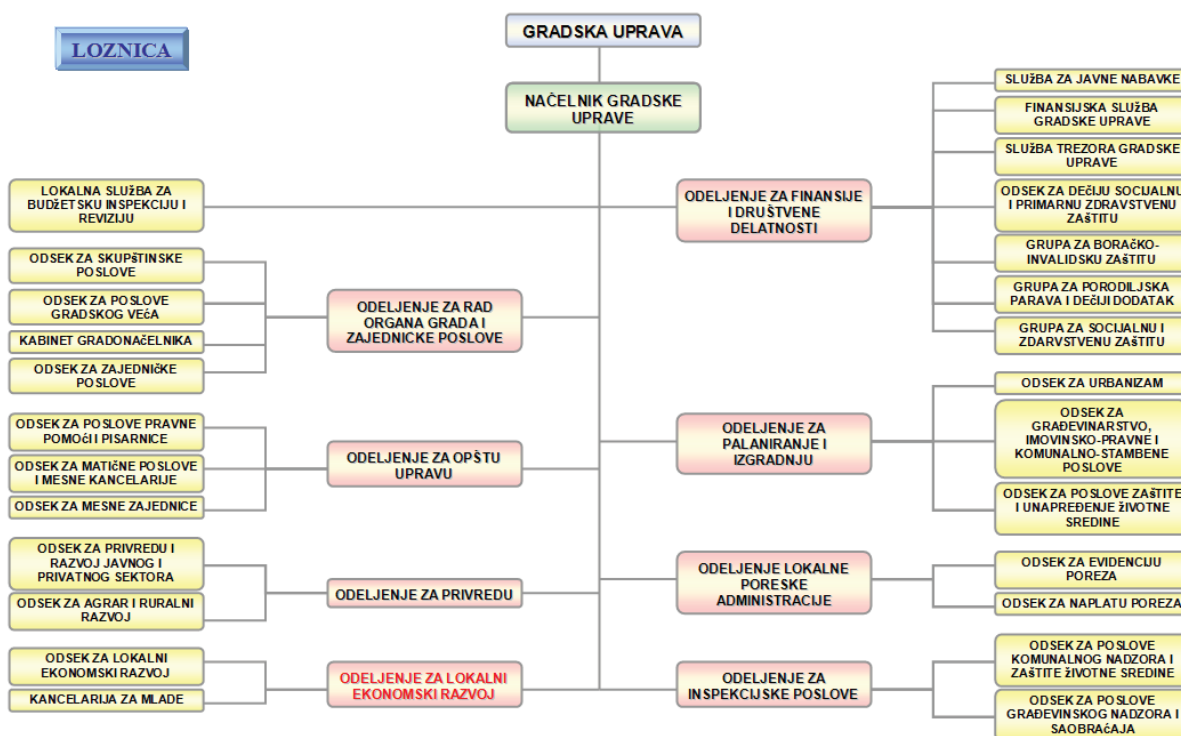 LOZNICA
GRADSKA UPRAVA
NAČELNIK GRADSKE
UPRAVE
LOKALNA SLUŽBA ZA
BUDŽETSKU INSPEKCIJU I
REVIZIJU
ODSEK ZA SKUPŠTINSKE
POSLOVE
ODSEK ZA POSLOVE
GRADSKOG VEĆA
KABINET GRADONAČELNIKA
ODSEK ZA ZAJEDNIČKE
POSLOVE
ODELJENJE ZA RAD
ORGANA GRADA I
ZAJEDNICKE POSLOVE
ODSEK ZA POSLOVE PRAVNE
POMOĆI I PISARNICE
ODSEK ZA MATIČNE POSLOVE
I MESNE KANCELARIJE
ODSEK ZA MESNE ZAJEDNICE
ODELJENJE ZA OPŠTU
UPRAVU
ODSEK ZA PRIVREDU I
RAZVOJ JAVNOG I
PRIVATNOG SEKTORA
ODSEK ZA AGRAR I RURALNI
RAZVOJ
ODELJENJE ZA PRIVREDU
ODSEK ZA LOKALNI
EKONOMSKI RAZVOJ
KANCELARIJA ZA MLADE
ODELJENJE ZA LOKALNI
EKONOMSKI RAZVOJ
ODELJENJE ZA FINANSIJE
I DRUŠTVENE
DELATNOSTI
SLUŽBA ZA JAVNE NABAVKE
FINANSIJSKA SLUŽBA
GRADSKE UPRAVE
SLUŽBA TREZORA GRADSKE
UPRAVE
ODSEK ZA DEČIJU SOCIJALNU
I PRIMARNU ZDRAVSTVENU
ZAŠTITU
GRUPA ZA BORAČKO-
INVALIDSKU ZAŠTITU
GRUPA ZA PORODILJSKA
PARAVA I DEČIJI DODATAK
GRUPA ZA SOCIJALNU I
ZDARVSTVENU ZAŠTITU
ODELJENJE ZA
PALANIRANJE I
IZGRADNJU
ODSEK ZA URBANIZAM
ODSEK ZA
GRAĐEVINARSTVO,
IMOVINSKO-PRAVNE I
KOMUNALNO-STAMBENE
POSLOVE
ODSEK ZA POSLOVE ZAŠTITE
I UNAPREĐENJE ŽIVOTNE
SREDINE
ODELJENJE LOKALNE
PORESKE
ADMINISTRACIJE
ODSEK ZA EVIDENCIJU
POREZA
ODSEK ZA NAPLATU POREZA
ODELJENJE ZA
INSPEKCIJSKE POSLOVE
ODSEK ZA POSLOVE
KOMUNALNOG NADZORA I
ZAŠTITE ŽIVOTNE SREDINE
ODSEK ZA POSLOVE
GRAĐEVINSKOG NADZORA I
SAOBRAĆAJA